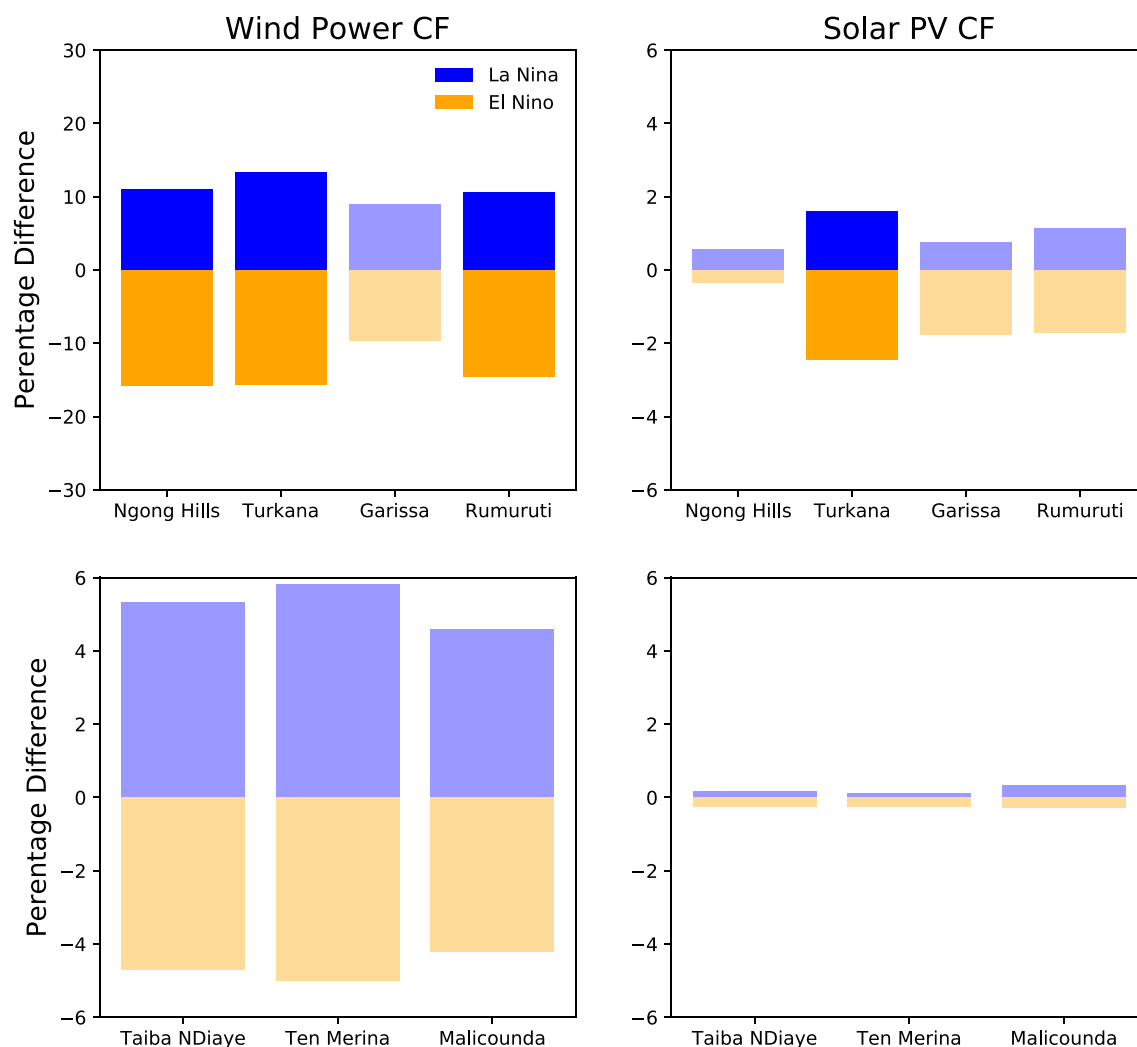 Wind Power CF
Solar PV CF
Perentage Difference
30
20
10
0
−10
−20
−30
La Nina
El Nino
Ngong Hills
Turkana
Garissa
Rumuruti
6
4
2
0
−2
−4
−6
Ngong Hills
Turkana
Garissa
Rumuruti
Perentage Difference
6
4
2
0
−2
−4
−6
Taiba NDiaye
Ten Merina
Malicounda
6
4
2
0
−2
−4
−6
Taiba NDiaye
Ten Merina
Malicounda